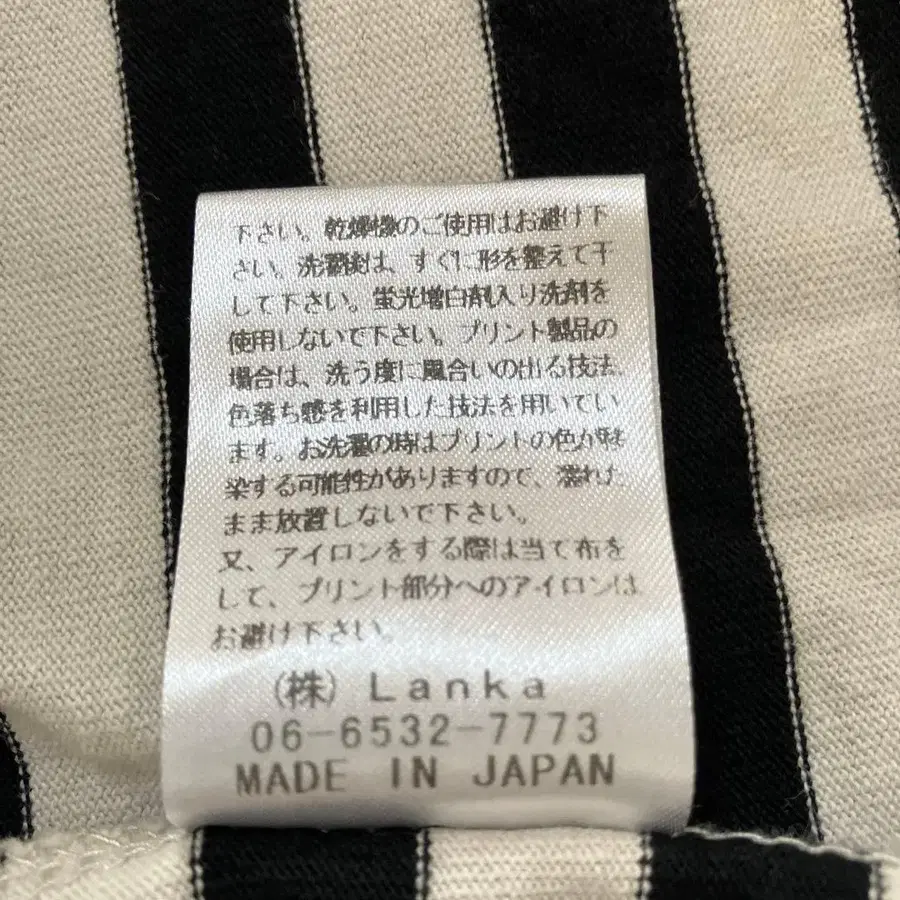 下さい。乾燥機のご使用はお避け下
さい。洗濯後は、すぐに形を整えて干
して下さい。蛍光増白剤入り洗剤を
使用しないで下さい。プリント製品の
場合は、洗う度に風合いの出る技法、
色落ち感を利用した技法を用いてい
ます。お洗濯の時はプリントの色が移
染する可能性がありますので、濡れた
まま放置しないで下さい。
又、アイロンをする際は当て布を
して、プリント部分へのアイロンは
お避け下さい。
(株) Lanka
06-6532-7773
MADE IN JAPAN